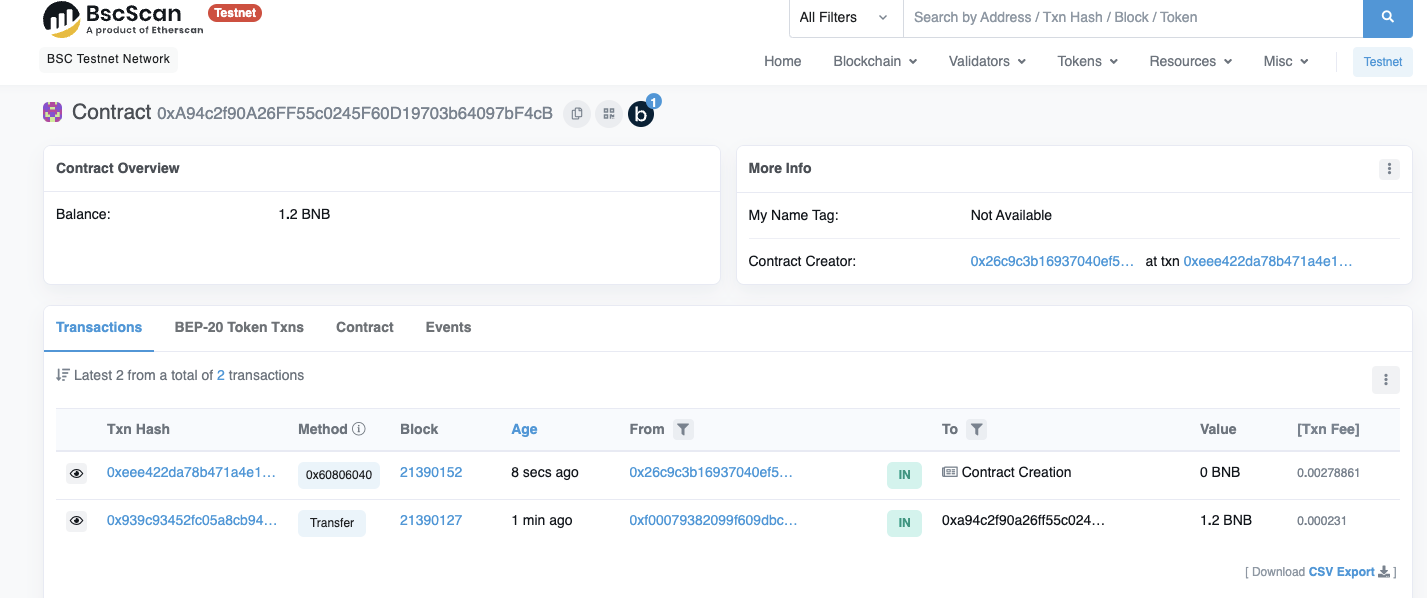 BscScan Testnet
A product of Etherscan
All Filters Search by Address / Txn Hash / Block / Token
BSC Testnet Network
Home Blockchain Validators Tokens Resources Misc Testnet
Contract 0xA94c2f90A26FF55c0245F60D19703b64097bF4cB b 1
Contract Overview
Balance: 1.2 BNB
More Info
My Name Tag: Not Available
Contract Creator: 0x26c9c3b16937040ef5... at txn 0xeee422da78b471a4e1...
Transactions BEP-20 Token Txns Contract Events
Latest 2 from a total of 2 transactions
Txn Hash Method Block Age From To Value [Txn Fee]
0xeee422da78b471a4e1... 0x60806040 21390152 8 secs ago 0x26c9c3b16937040ef5... IN Contract Creation 0 BNB 0.00278861
0x939c93452fc05a8cb94... Transfer 21390127 1 min ago 0xf00079382099f609dbc... IN 0xa94c2f90a26ff55c024... 1.2 BNB 0.000231
[ Download CSV Export ]